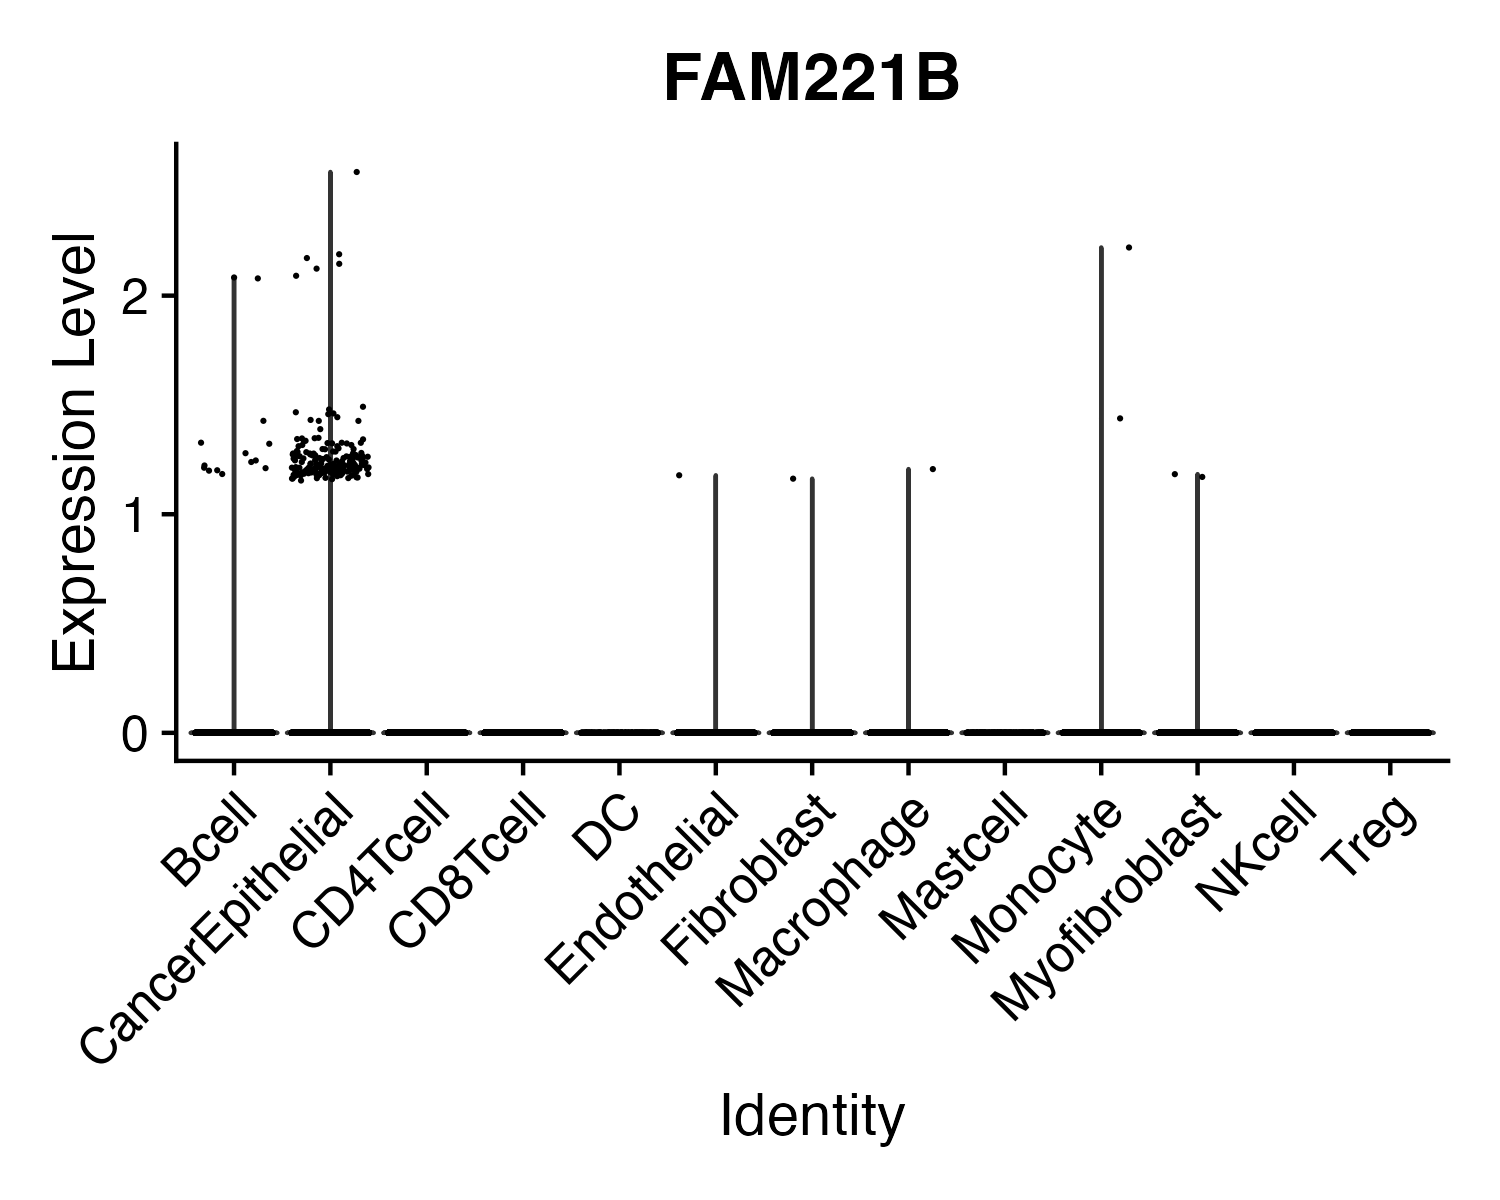 FAM221B
Expression Level
2
1
0
Bcell
CancerEpithelial
CD4Tcell
CD8Tcell
DC
Endothelial
Fibroblast
Macrophage
Mastcell
Monocyte
Myofibroblast
NKcell
Treg
Identity